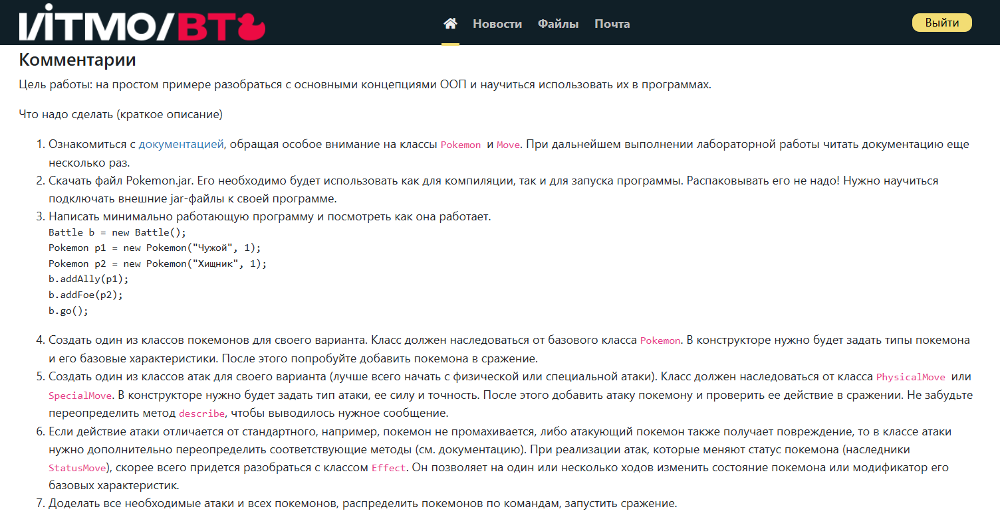 ИТМО/ВТ
Новости Файлы Почта
Выйти
Комментарии
Цель работы: на простом примере разобраться с основными концепциями ООП и научиться использовать их в программах.
Что надо сделать (краткое описание)
1. Ознакомиться с документацией, обращая особое внимание на классы Pokemon и Move. При дальнейшем выполнении лабораторной работы читать документацию еще
несколько раз.
2. Скачать файл Pokemon.jar. Его необходимо будет использовать как для компиляции, так и для запуска программы. Распаковывать его не надо! Нужно научиться
подключать внешние jar-файлы к своей программе.
3. Написать минимально работающую программу и посмотреть как она работает.
Battle b = new Battle();
Pokemon p1 = new Pokemon("Чужой", 1);
Pokemon p2 = new Pokemon("Хищник", 1);
b.addAlly(p1);
b.addFoe(p2);
b.go();
4. Создать один из классов покемонов для своего варианта. Класс должен наследоваться от базового класса Pokemon. В конструкторе нужно будет задать типы покемона
и его базовые характеристики. После этого попробуйте добавить покемона в сражение.
5. Создать один из классов атак для своего варианта (лучше всего начать с физической или специальной атаки). Класс должен наследоваться от класса PhysicalMove или
SpecialMove. В конструкторе нужно будет задать тип атаки, ее силу и точность. После этого добавить атаку покемону и проверить ее действие в сражении. Не забудьте
переопределить метод describe, чтобы выводилось нужное сообщение.
6. Если действие атаки отличается от стандартного, например, покемон не промахивается, либо атакующий покемон также получает повреждение, то в классе атаки
нужно дополнительно переопределить соответствующие методы (см. документацию). При реализации атак, которые меняют статус покемона (наследники
StatusMove), скорее всего придется разобраться с классом Effect. Он позволяет на один или несколько ходов изменить состояние покемона или модификатор его
базовых характеристик.
7. Доделать все необходимые атаки и всех покемонов, распределить покемонов по командам, запустить сражение.